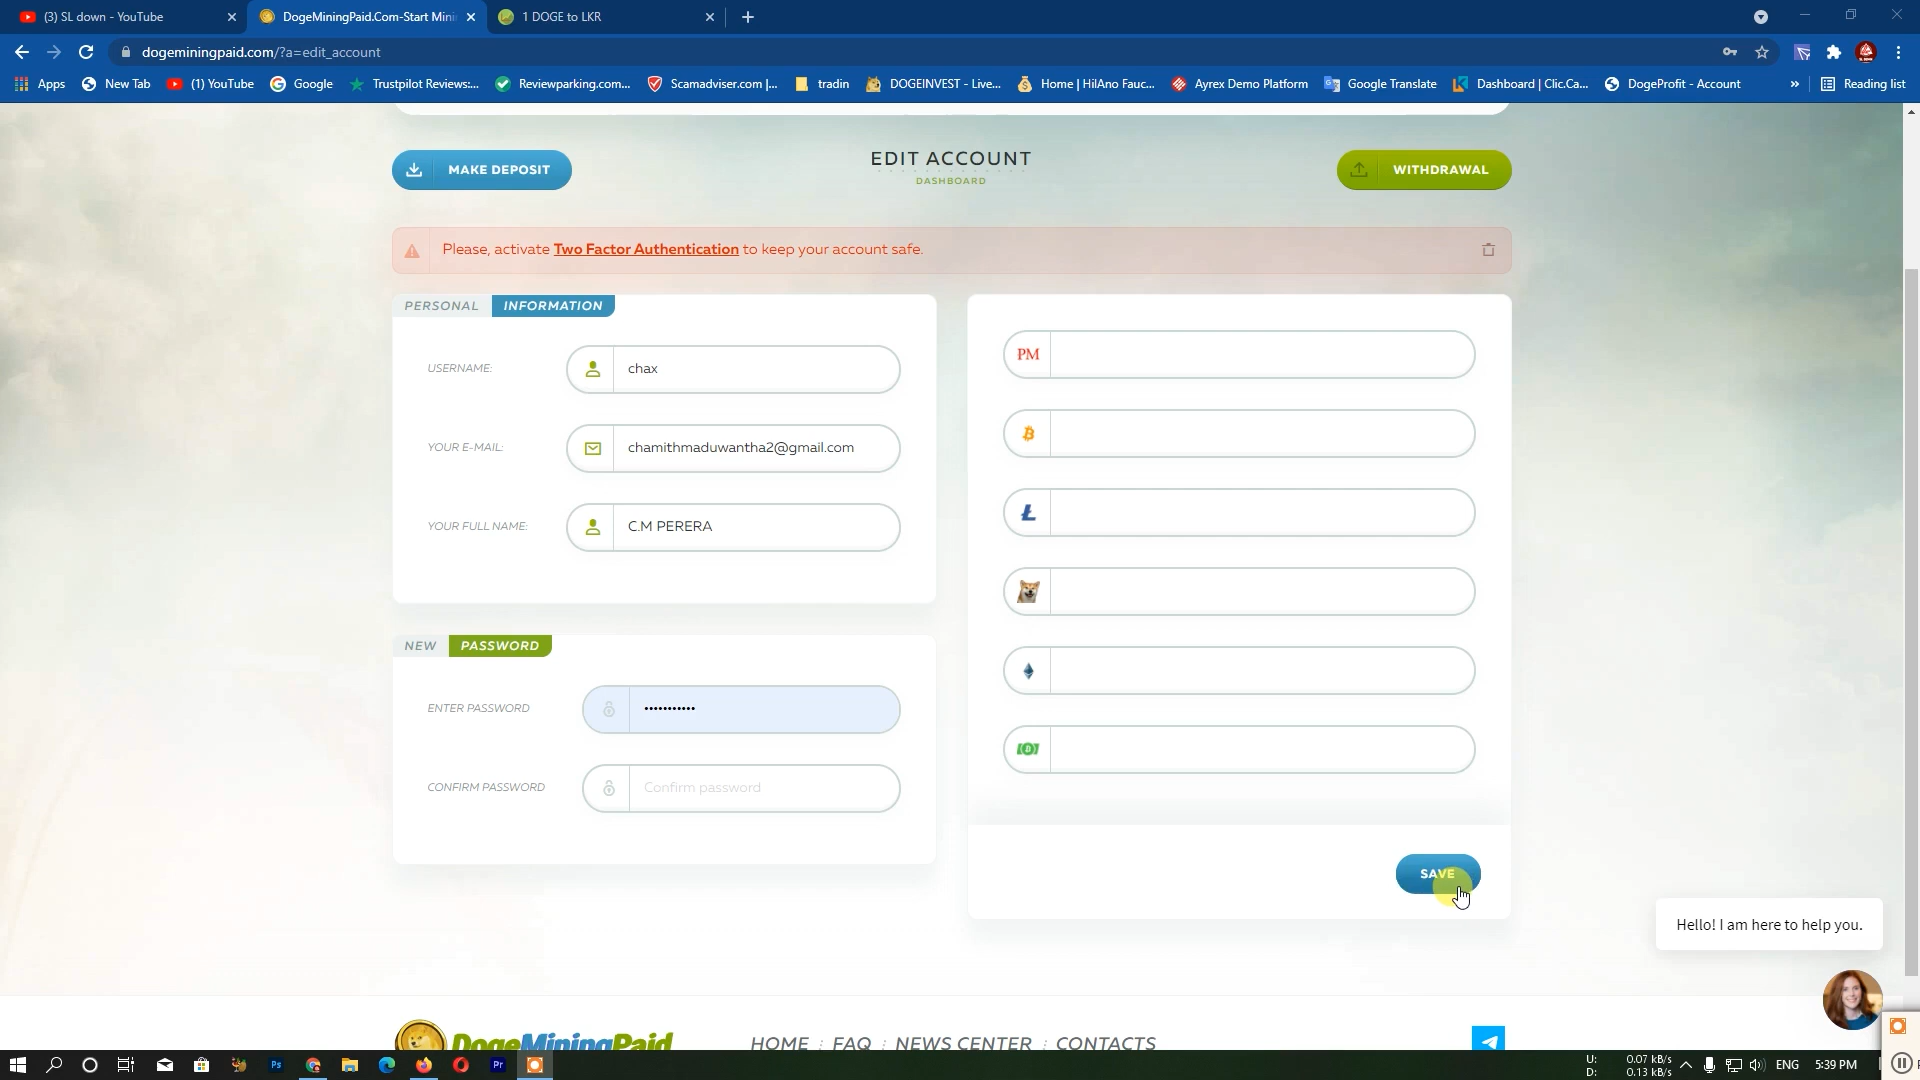 (3) SL down - YouTube
DogeMiningPaid.Com-Start Mini
1 DOGE to LKR
dogeminingpaid.com/?a=edit_account
Apps
New Tab
(1) YouTube
Google
Trustpilot Reviews:...
Reviewparking.com...
Scamadviser.com |...
tradin
DOGEINVEST - Live...
Home | HilAno Fauc...
Ayrex Demo Platform
Google Translate
Dashboard | Clic.Ca...
DogeProfit - Account
»
Reading list
MAKE DEPOSIT
EDIT ACCOUNT
DASHBOARD
WITHDRAWAL
Please, activate Two Factor Authentication to keep your account safe.
PERSONAL INFORMATION
USERNAME:
chax
YOUR E-MAIL:
chamithmaduwantha2@gmail.com
YOUR FULL NAME:
C.M PERERA
NEW PASSWORD
ENTER PASSWORD
•••••••••••
CONFIRM PASSWORD
Confirm password
PM
SAVE
Hello! I am here to help you.
DogeMiningPaid
HOME
FAQ
NEWS CENTER
CONTACTS
Ps
Pr
U: 0.07 kB/s
D: 0.13 kB/s
ENG
5:39 PM